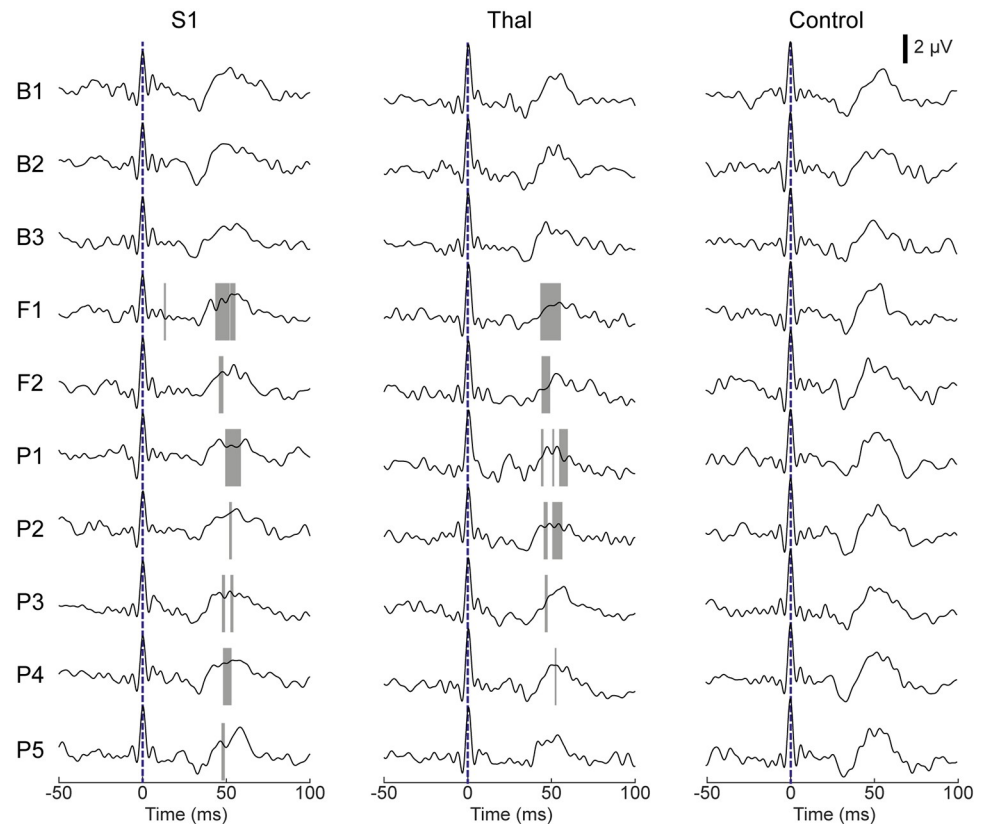 S1 Thal Control
2 µV
B1
B2
B3
F1
F2
P1
P2
P3
P4
P5
-50 0 50 100 -50 0 50 100 -50 0 50 100
Time (ms) Time (ms) Time (ms)